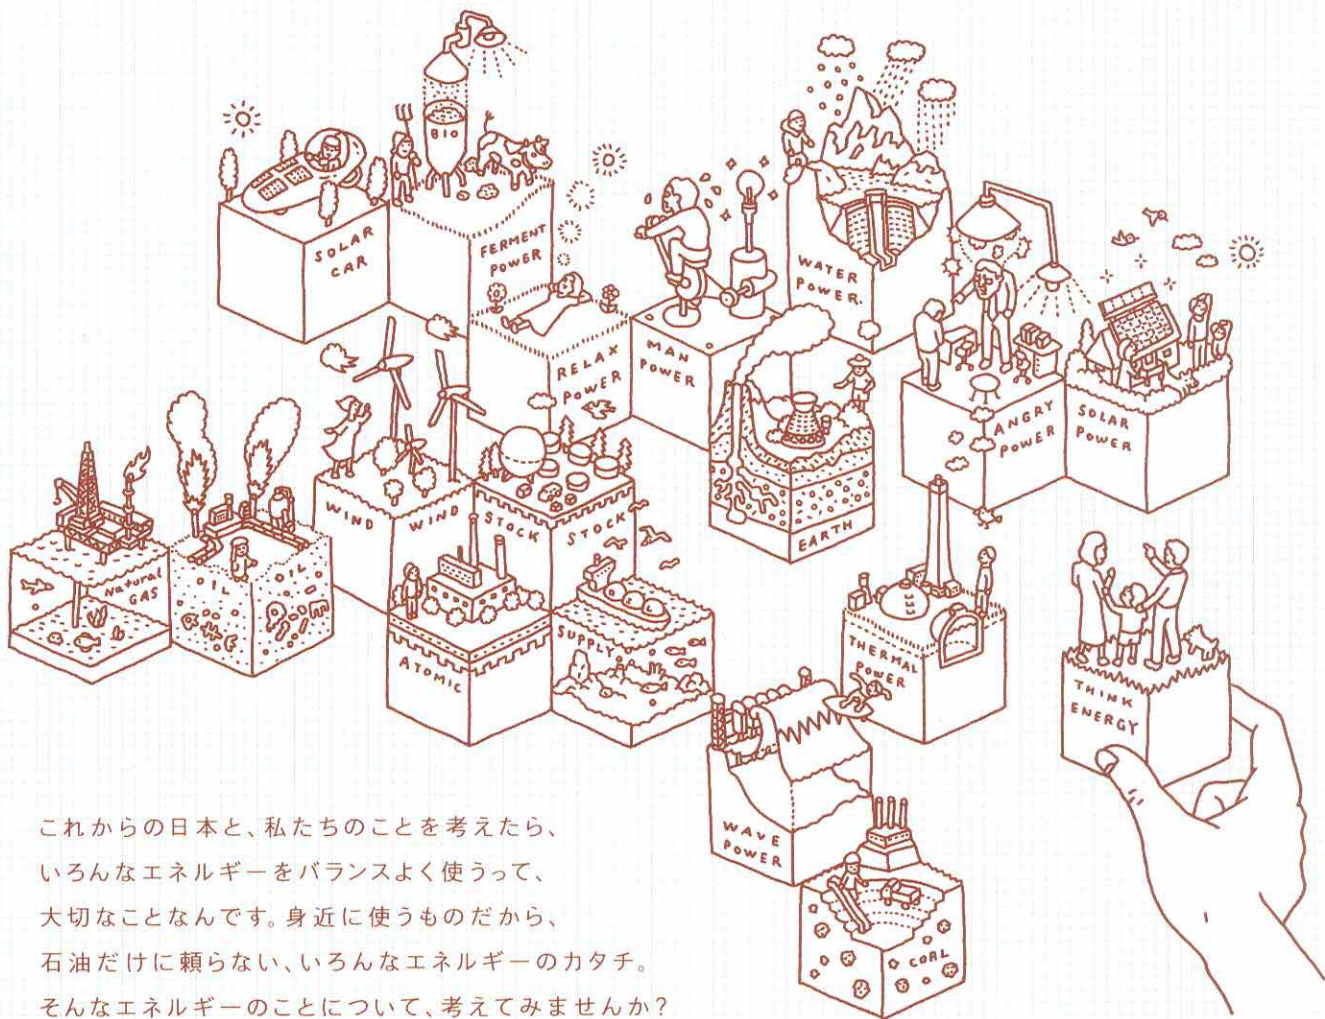 BIO
SOLAR
CAR
FERMENT
POWER
WATER
POWER.
RELAX
POWER
MAN
POWER
ANGRY
POWER
SOLAR
POWER
WIND WIND
STOCK STOCK
EARTH
Natural
GAS
OIL
OIL
ATOMIC
SUPPLY
THERMAL
POWER
THINK
ENERGY
WAVE
POWER
COAL
これからの日本と、私たちのことを考えたら、
いろんなエネルギーをバランスよく使うって、
大切なことなんです。身近に使うものだから、
石油だけに頼らない、いろんなエネルギーのカタチ。
そんなエネルギーのことについて、考えてみませんか?